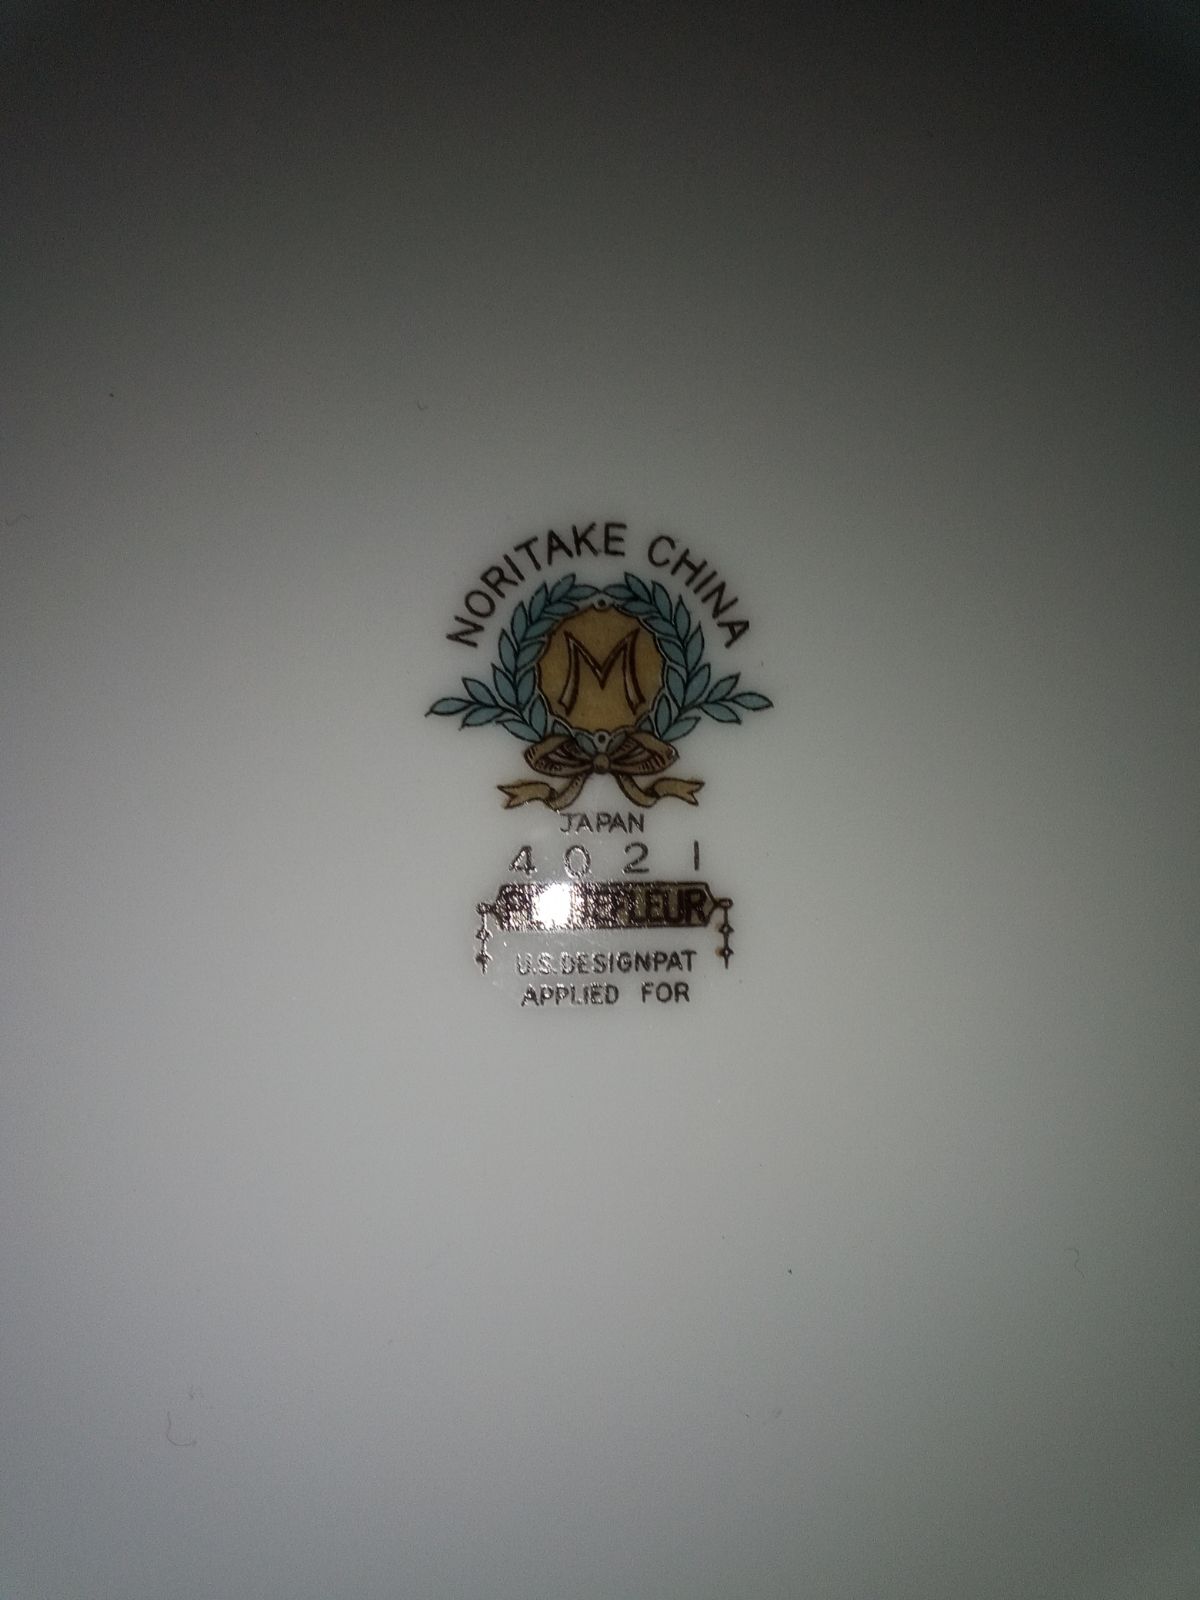 NORITAKE CHINA
M
JAPAN
4021
U.S.DESIGNPAT
APPLIED FOR